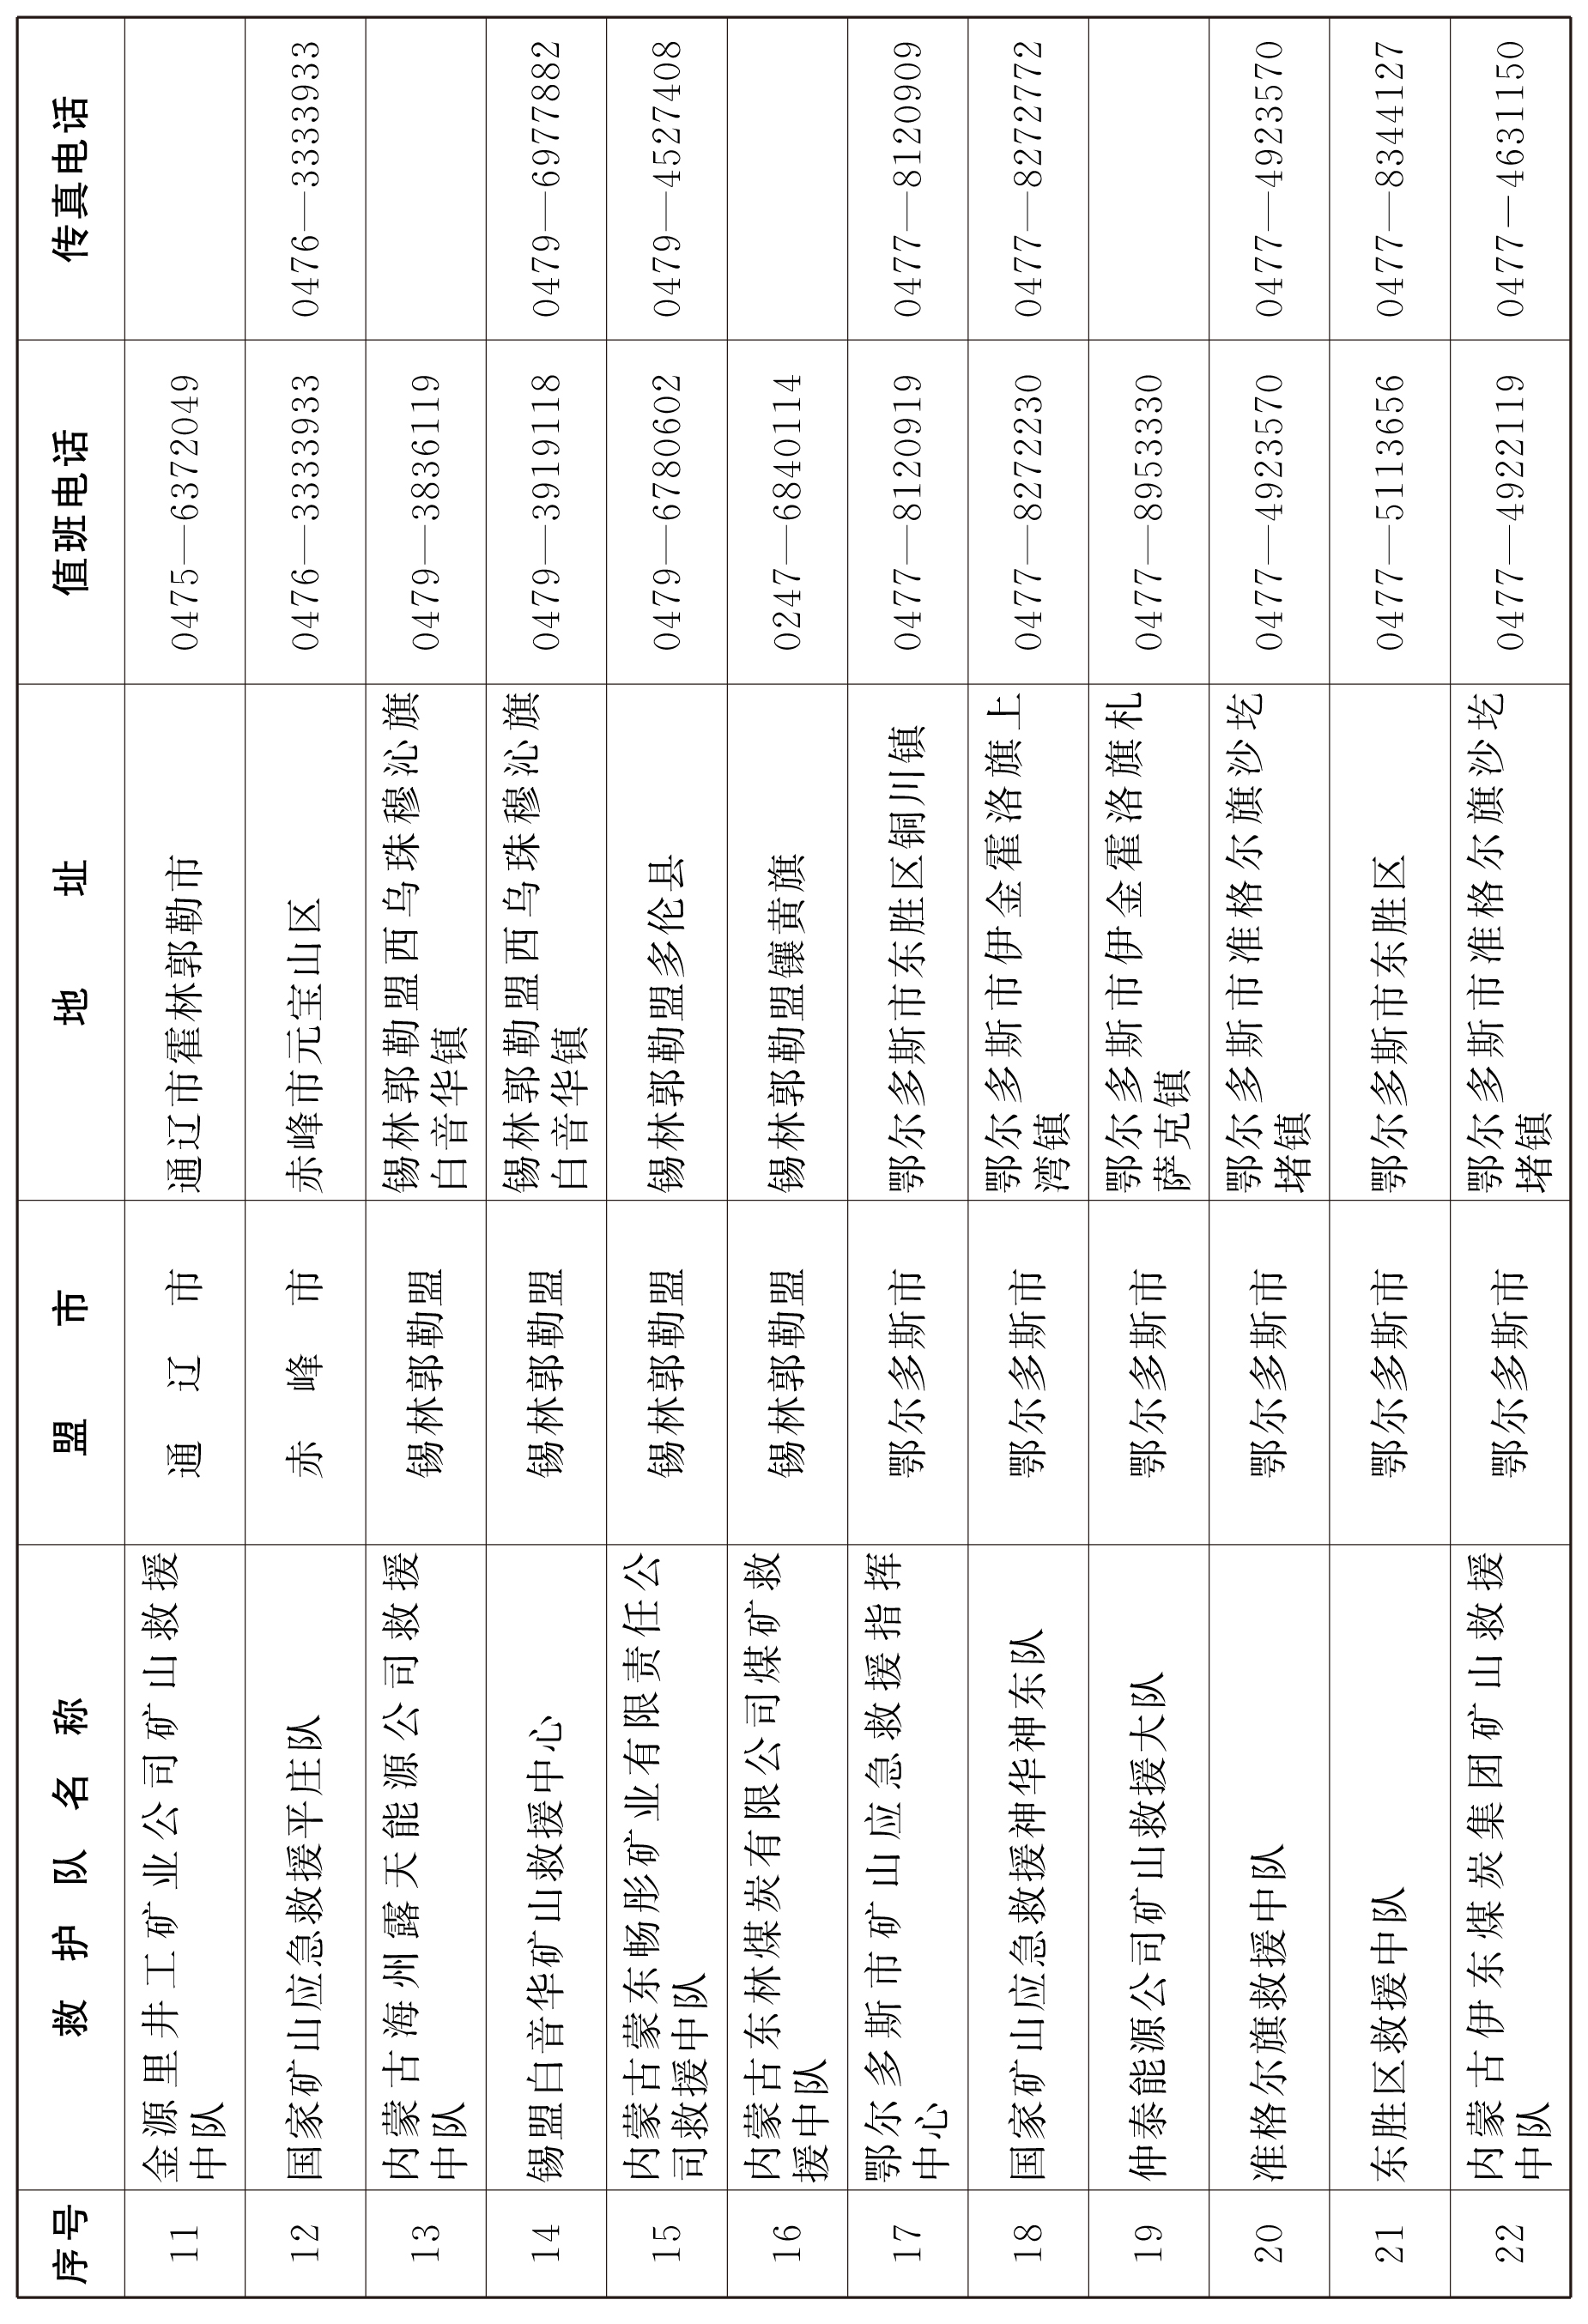 序号 救护队名称 盟市 地址 值班电话 传真电话
11 金源里井工矿业公司矿山救援 通辽市 通辽市霍林郭勒市 0475—6372049
中队
12 国家矿山应急救援平庄队 赤峰市 赤峰市元宝山区 0476—3333933 0476—3333933
13 内蒙古海州露天能源公司救援 锡林郭勒盟 锡林郭勒盟西乌珠穆沁旗 0479—3836119
中队 白音华镇
14 锡盟白音华矿山救援中心 锡林郭勒盟 锡林郭勒盟西乌珠穆沁旗 0479—3919118 0479—6977882
白音华镇
15 内蒙古蒙东畅彤矿业有限责任公 锡林郭勒盟 锡林郭勒盟多伦县 0479—6780602 0479—4527408
司救援中队
16 内蒙古东林煤炭有限公司煤矿救 锡林郭勒盟 锡林郭勒盟镶黄旗 0247—6840114
援中队
17 鄂尔多斯市矿山应急救援指挥 鄂尔多斯市 鄂尔多斯市东胜区铜川镇 0477—8120919 0477—8120909
中心
18 国家矿山应急救援神华神东队 鄂尔多斯市 鄂尔多斯市伊金霍洛旗上 0477—8272230 0477—8272772
湾镇
19 仲泰能源公司矿山救援大队 鄂尔多斯市 鄂尔多斯市伊金霍洛旗札 0477—8953330
萨克镇
20 准格尔旗救援中队 鄂尔多斯市 鄂尔多斯市准格尔旗沙圪 0477—4923570 0477—4923570
堵镇
21 东胜区救援中队 鄂尔多斯市 鄂尔多斯市东胜区 0477—5113656 0477—8344127
22 内蒙古伊东煤炭集团矿山救援 鄂尔多斯市 鄂尔多斯市准格尔旗沙圪 0477—4922119 0477—4631150
中队 堵镇